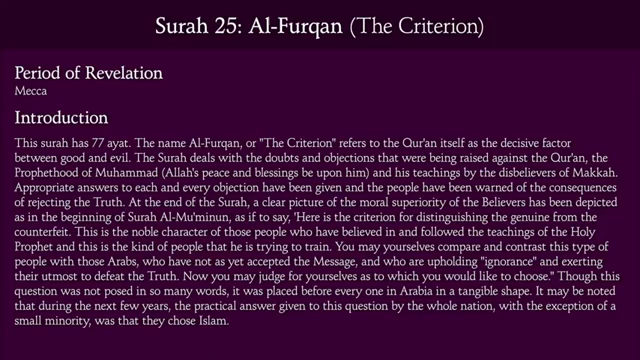 Surah 25: Al-Furqan (The Criterion)
Period of Revelation
Mecca
Introduction
This surah has 77 ayat. The name Al-Furqan, or "The Criterion" refers to the Qur'an itself as the decisive factor
between good and evil. The Surah deals with the doubts and objections that were being raised against the Qur'an, the
Prophethood of Muhammad (Allah's peace and blessings be upon him) and his teachings by the disbelievers of Makkah.
Appropriate answers to each and every objection have been given and the people have been warned of the consequences
of rejecting the Truth. At the end of the Surah, a clear picture of the moral superiority of the Believers has been depicted
as in the beginning of Surah Al-Mu'minun, as if to say, 'Here is the criterion for distinguishing the genuine from the
counterfeit. This is the noble character of those people who have believed in and followed the teachings of the Holy
Prophet and this is the kind of people that he is trying to train. You may yourselves compare and contrast this type of
people with those Arabs, who have not as yet accepted the Message, and who are upholding "ignorance" and exerting
their utmost to defeat the Truth. Now you may judge for yourselves as to which you would like to choose." Though this
question was not posed in so many words, it was placed before every one in Arabia in a tangible shape. It may be noted
that during the next few years, the practical answer given to this question by the whole nation, with the exception of a
small minority, was that they chose Islam.